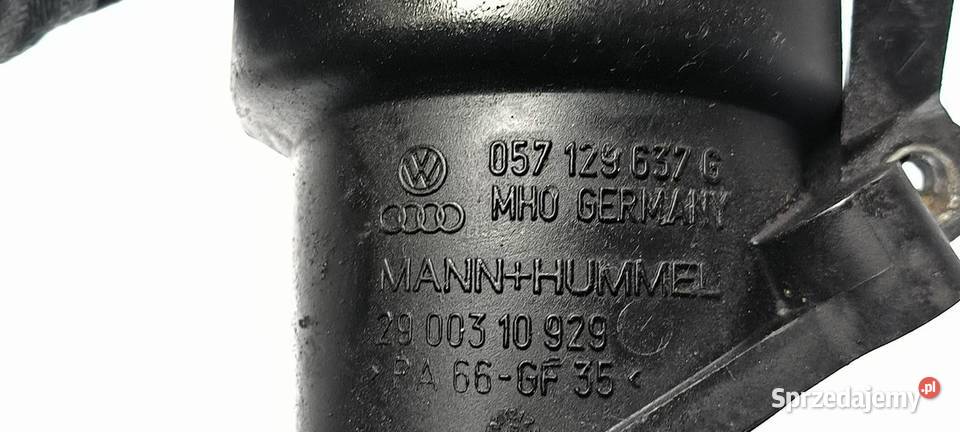 057 129 637 G
MHO GERMANY
MANN+HUMMEL
29 003 10 929
>PA 66-GF 35<
Sprzedajemy.pl